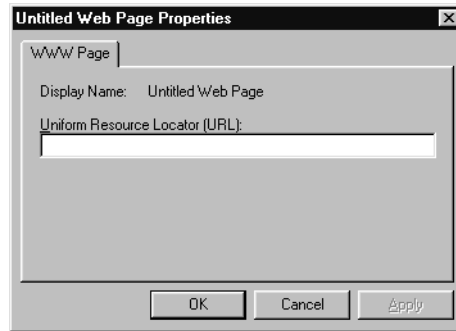 Untitled Web Page Properties
WWW Page
Display Name: Untitled Web Page
Uniform Resource Locator (URL):
OK Cancel Apply